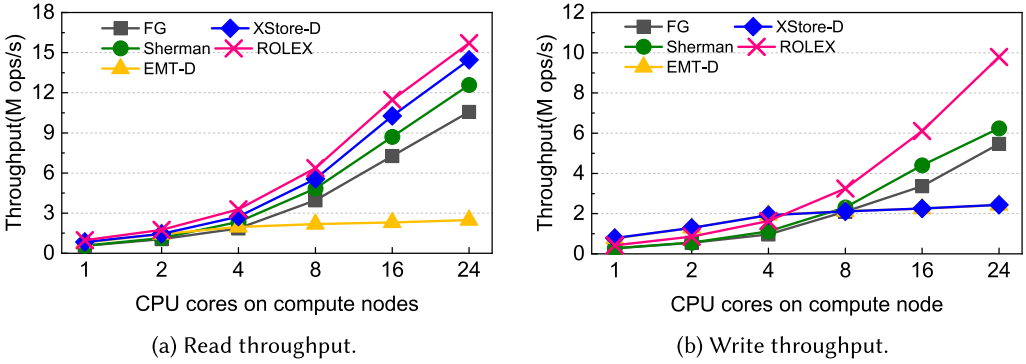 FG
Sherman
EMT-D
XStore-D
ROLEX
Throughput(M ops/s)
18
15
12
9
6
3
0
1 2 4 8 16 24
CPU cores on compute nodes
(a) Read throughput.
FG
Sherman
EMT-D
XStore-D
ROLEX
Throughput(M ops/s)
12
10
8
6
4
2
0
1 2 4 8 16 24
CPU cores on compute node
(b) Write throughput.